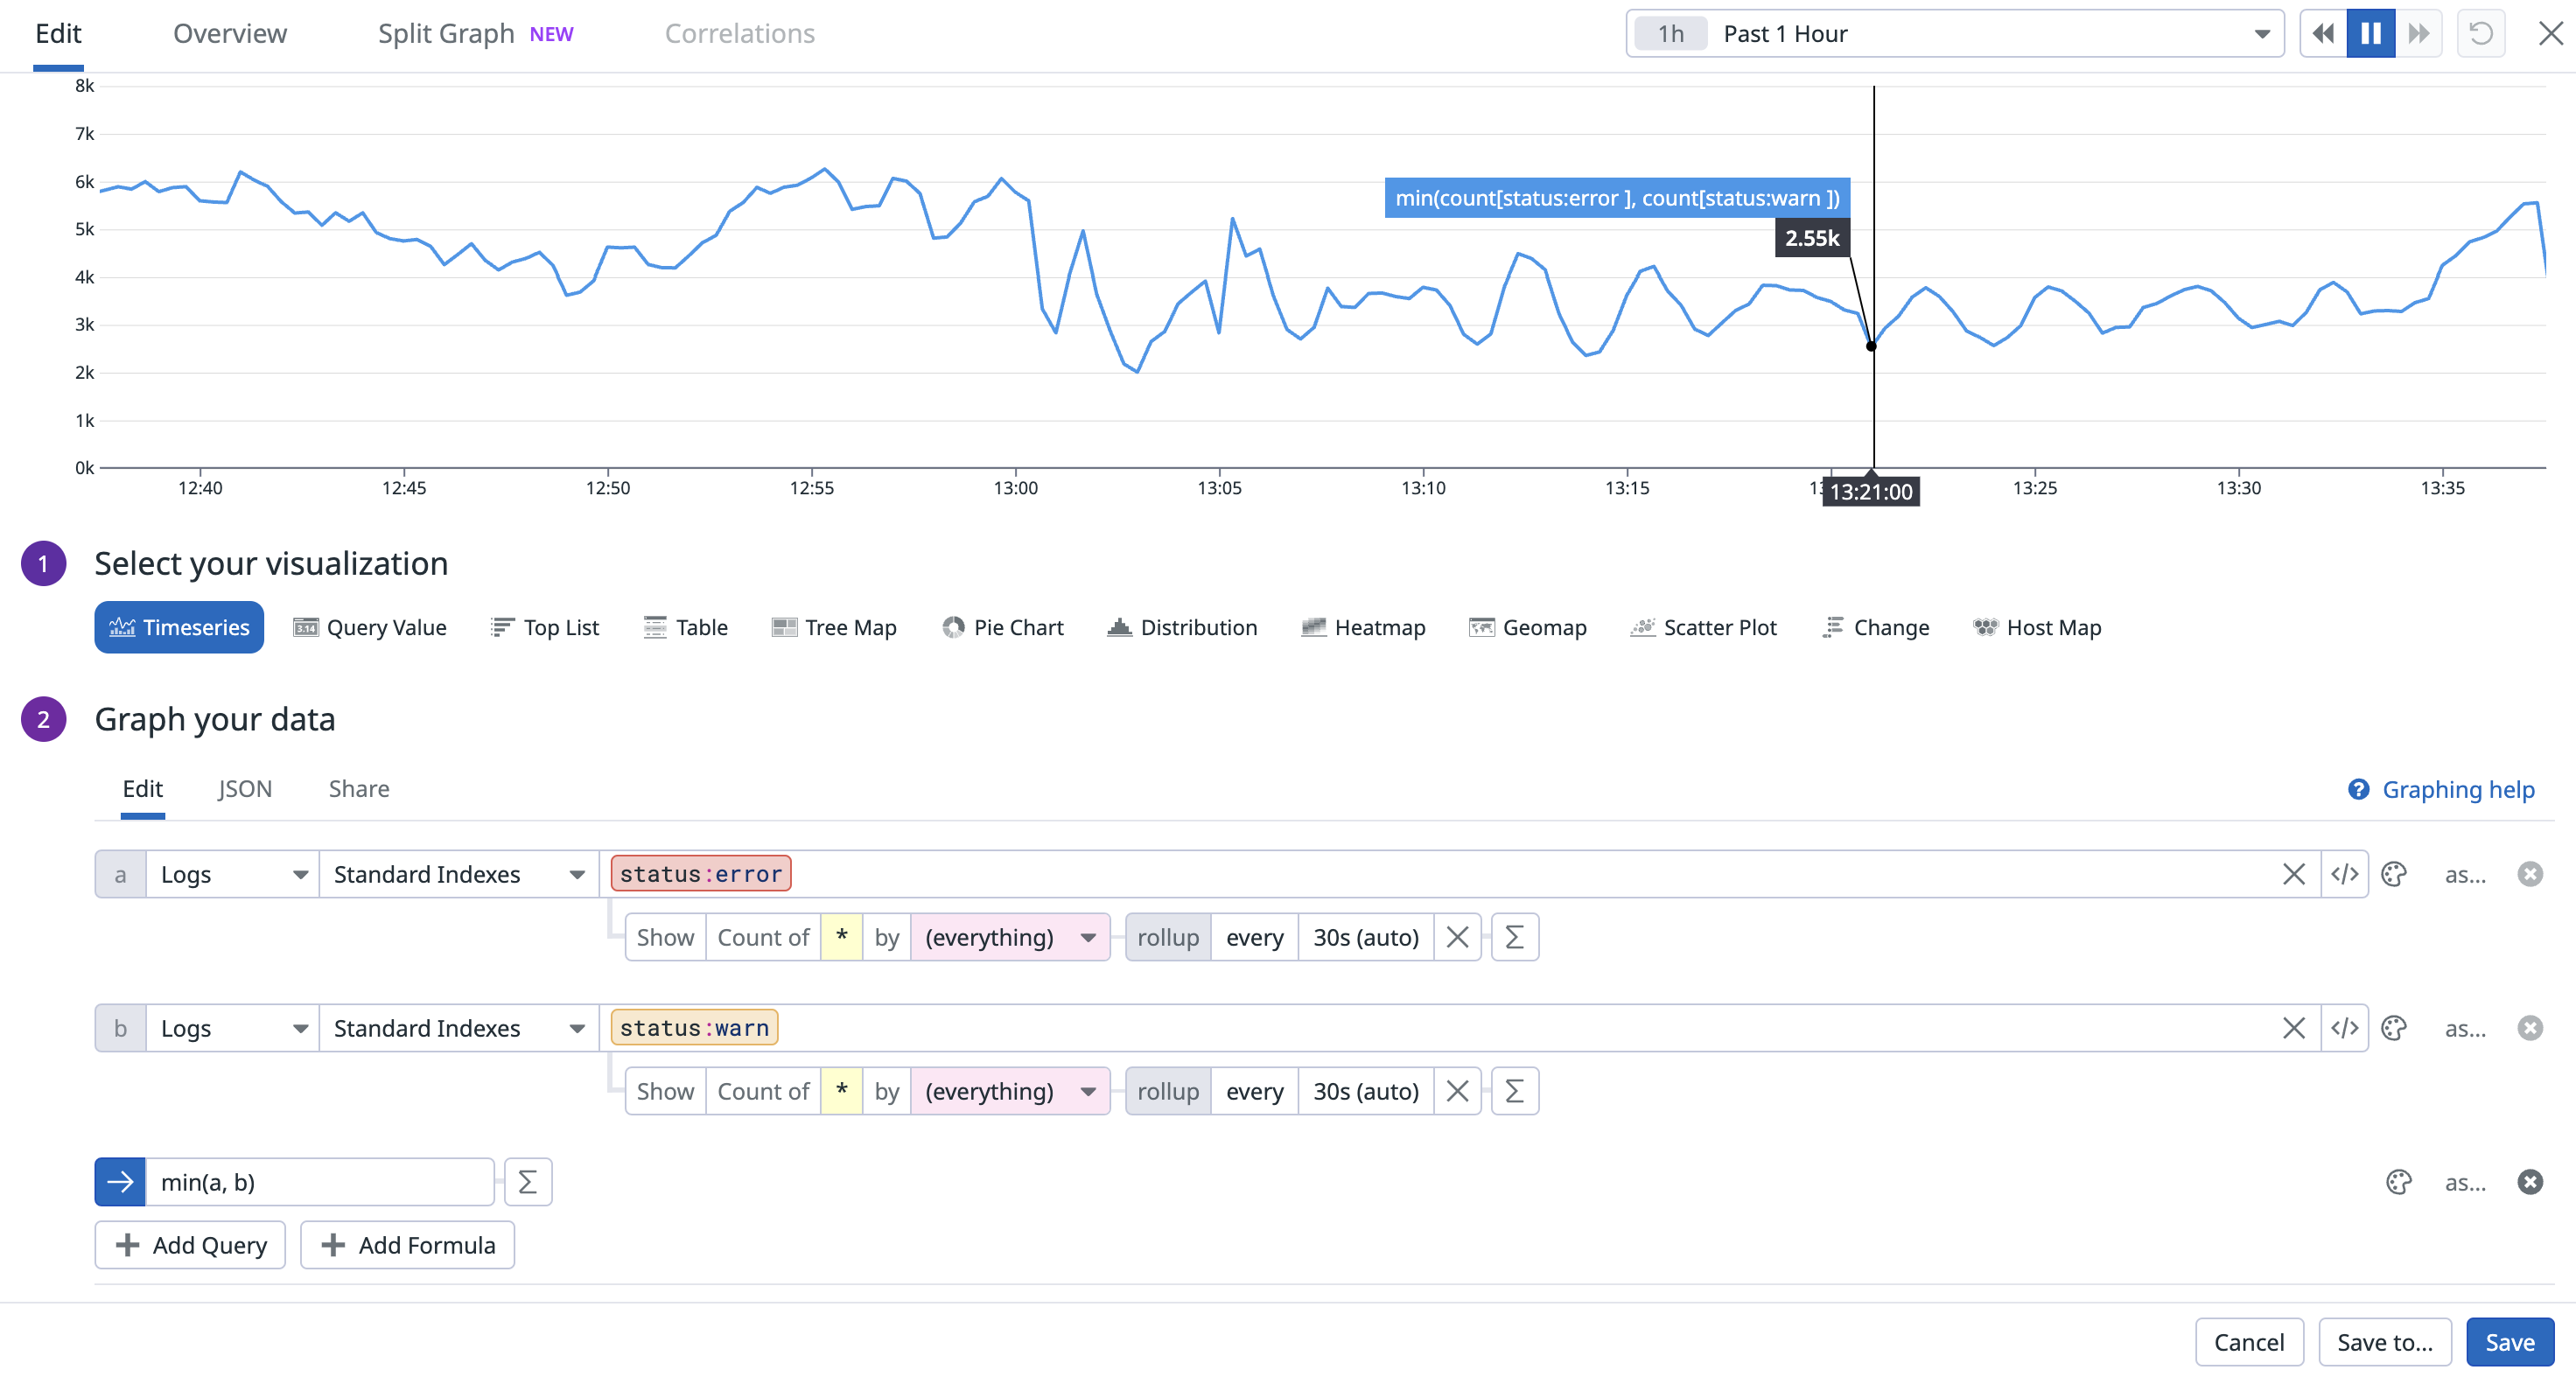 Edit Overview Split Graph NEW Correlations 1h Past 1 Hour
8k
7k
6k
5k
4k
3k
2k
1k
0k
min(count[status:error ], count[status:warn ])
2.55k
12:40 12:45 12:50 12:55 13:00 13:05 13:10 13:15 13:21:00 13:25 13:30 13:35
1 Select your visualization
Timeseries 3.14 Query Value Top List Table Tree Map Pie Chart Distribution Heatmap Geomap Scatter Plot Change Host Map
2 Graph your data
Edit JSON Share ? Graphing help
a Logs Standard Indexes status:error </> as...
Show Count of * by (everything) rollup every 30s (auto) Σ
b Logs Standard Indexes status:warn </> as...
Show Count of * by (everything) rollup every 30s (auto) Σ
min(a, b) Σ as...
+ Add Query + Add Formula
Cancel Save to... Save